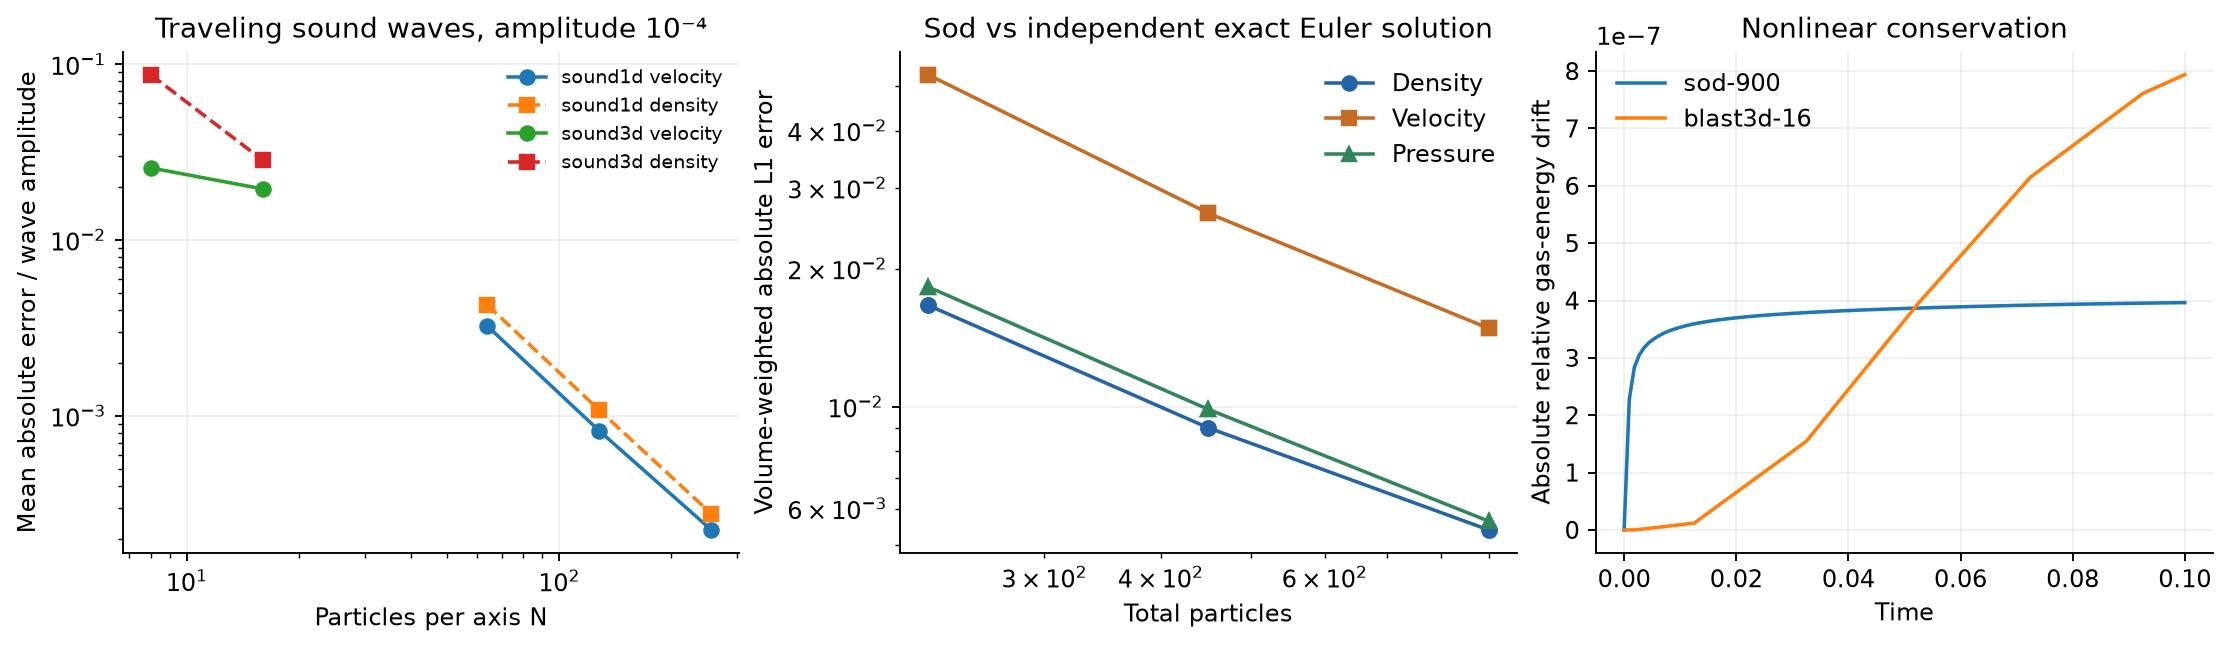 Traveling sound waves, amplitude 10⁻⁴
Mean absolute error / wave amplitude
10⁻¹
10⁻²
10⁻³
sound1d velocity
sound1d density
sound3d velocity
sound3d density
10¹
10²
Particles per axis N
Sod vs independent exact Euler solution
Volume-weighted absolute L1 error
4 × 10⁻²
3 × 10⁻²
2 × 10⁻²
10⁻²
6 × 10⁻³
Density
Velocity
Pressure
3 × 10²
4 × 10²
6 × 10²
Total particles
Nonlinear conservation
1e−7
Absolute relative gas-energy drift
8
7
6
5
4
3
2
1
0
sod-900
blast3d-16
0.00
0.02
0.04
0.06
0.08
0.10
Time